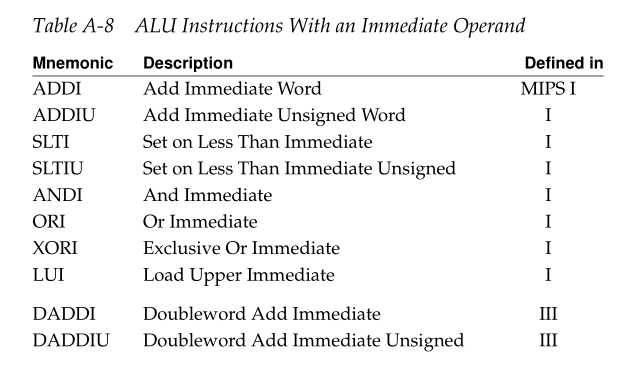 Table A-8 ALU Instructions With an Immediate Operand
Mnemonic Description Defined in
ADDI Add Immediate Word MIPS I
ADDIU Add Immediate Unsigned Word I
SLTI Set on Less Than Immediate I
SLTIU Set on Less Than Immediate Unsigned I
ANDI And Immediate I
ORI Or Immediate I
XORI Exclusive Or Immediate I
LUI Load Upper Immediate I
DADDI Doubleword Add Immediate III
DADDIU Doubleword Add Immediate Unsigned III